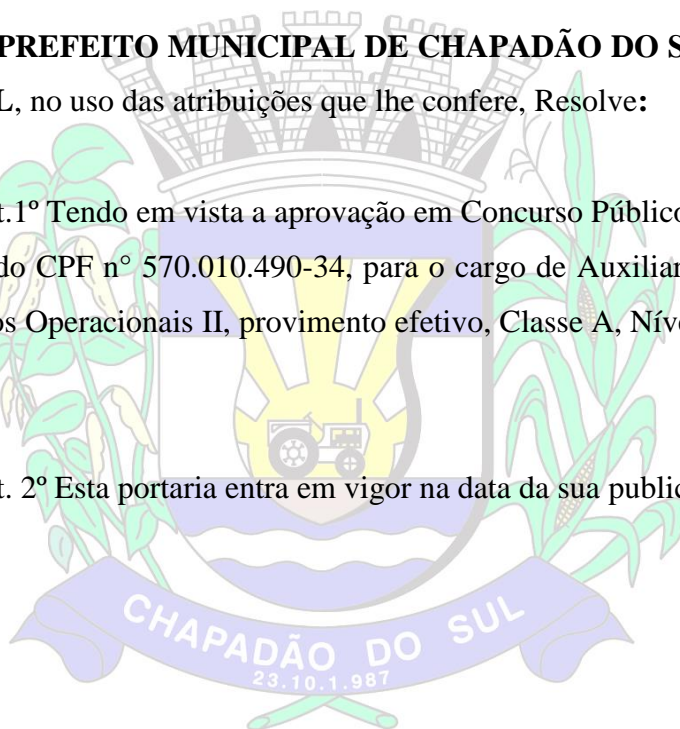 PREFEITO MUNICIPAL DE CHAPADÃO DO S
L, no uso das atribuições que lhe confere, Resolve:
t.1º Tendo em vista a aprovação em Concurso Público
do CPF n° 570.010.490-34, para o cargo de Auxiliar
os Operacionais II, provimento efetivo, Classe A, Níve
t. 2º Esta portaria entra em vigor na data da sua public
CHAPADÃO DO SUL
23.10.1.987